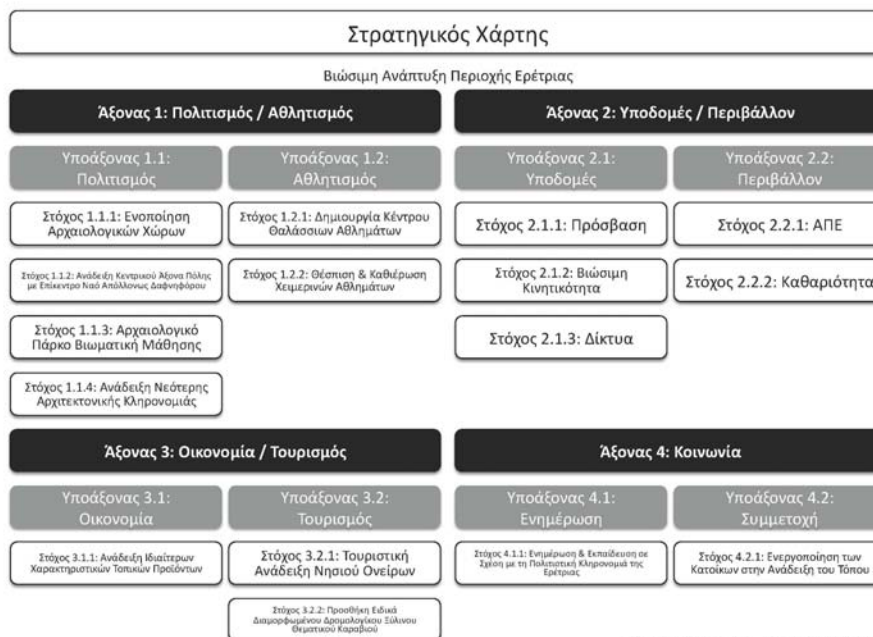 Στρατηγικός Χάρτης
Βιώσιμη Ανάπτυξη Περιοχής Ερέτριας
Άξονας 1: Πολιτισμός / Αθλητισμός
Υποάξονας 1.1:
Πολιτισμός
Στόχος 1.1.1: Ενοποίηση
Αρχαιολογικών Χώρων
Στόχος 1.1.2: Ανάδειξη Κεντρικού Άξονα Πόλης
με Επίκεντρο Ναό Απόλλωνος Δαφνηφόρου
Στόχος 1.1.3: Αρχαιολογικό
Πάρκο Βιωματική Μάθησης
Στόχος 1.1.4: Ανάδειξη Νεότερης
Αρχιτεκτονικής Κληρονομιάς
Υποάξονας 1.2:
Αθλητισμός
Στόχος 1.2.1: Δημιουργία Κέντρου
Θαλάσσιων Αθλημάτων
Στόχος 1.2.2: Θέσπιση & Καθιέρωση
Χειμερινών Αθλημάτων
Άξονας 2: Υποδομές / Περιβάλλον
Υποάξονας 2.1:
Υποδομές
Στόχος 2.1.1: Πρόσβαση
Στόχος 2.1.2: Βιώσιμη
Κινητικότητα
Στόχος 2.1.3: Δίκτυα
Υποάξονας 2.2:
Περιβάλλον
Στόχος 2.2.1: ΑΠΕ
Στόχος 2.2.2: Καθαριότητα
Άξονας 3: Οικονομία / Τουρισμός
Υποάξονας 3.1:
Οικονομία
Στόχος 3.1.1: Ανάδειξη Ιδιαίτερων
Χαρακτηριστικών Τοπικών Προϊόντων
Υποάξονας 3.2:
Τουρισμός
Στόχος 3.2.1: Τουριστική
Ανάδειξη Νησιού Ονείρων
Στόχος 3.2.2: Προσθήκη Ειδικά
Διαμορφωμένου Δρομολογίου Ξύλινου
Θεματικού Καραβιού
Άξονας 4: Κοινωνία
Υποάξονας 4.1:
Ενημέρωση
Στόχος 4.1.1: Ενημέρωση & Εκπαίδευση σε
Σχέση με τη Πολιτιστική Κληρονομιά της
Ερέτριας
Υποάξονας 4.2:
Συμμετοχή
Στόχος 4.2.1: Ενεργοποίηση των
Κατοίκων στην Ανάδειξη του Τόπου